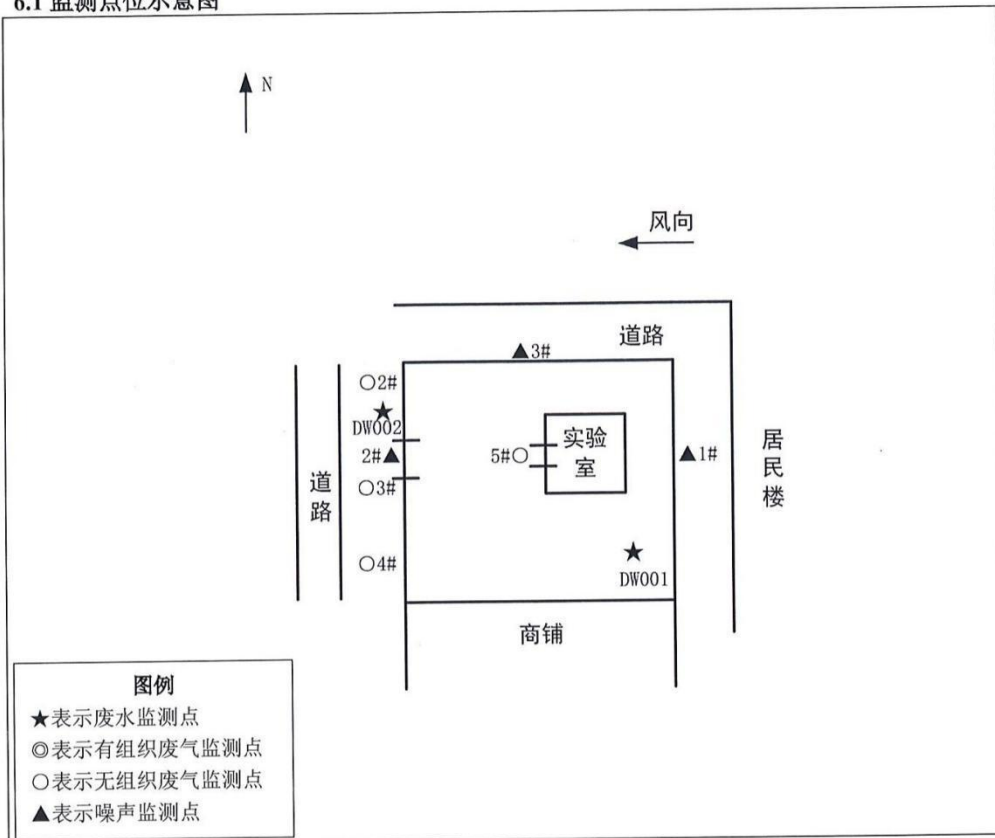 6.1 监测点位示意图
N
风向
道路
▲3#
○2#
★
DW002
2#▲
○3#
○4#
道路
5#○
实验室
▲1#
居民楼
★
DW001
商铺
图例
★表示废水监测点
◎表示有组织废气监测点
○表示无组织废气监测点
▲表示噪声监测点